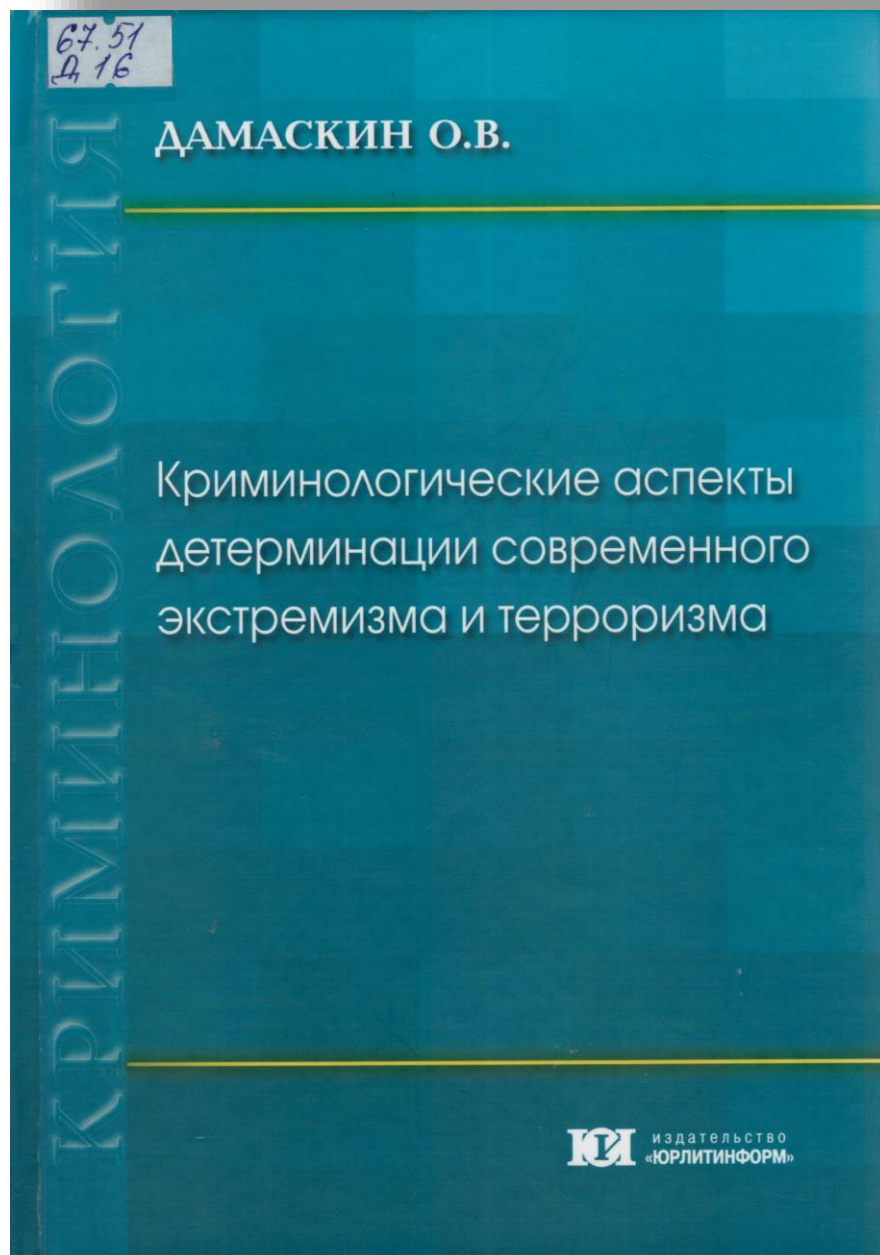 67.51
Д 16
ДАМАСКИН О.В.
КРИМИНОЛОГИЯ
Криминологические аспекты
детерминации современного
экстремизма и терроризма
ИЗДАТЕЛЬСТВО
«ЮРЛИТИНФОРМ»